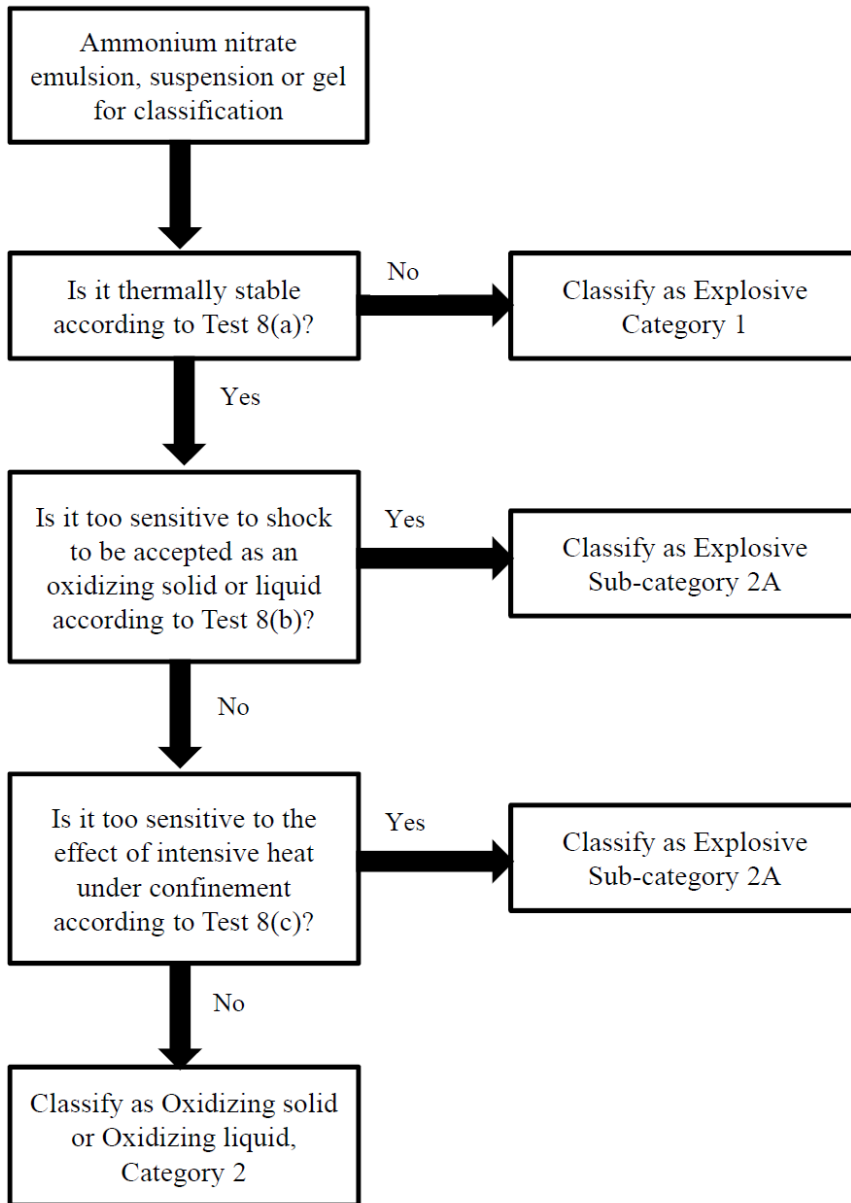 Ammonium nitrate
emulsion, suspension or gel
for classification
Is it thermally stable
according to Test 8(a)?
No
Classify as Explosive
Category 1
Yes
Is it too sensitive to shock
to be accepted as an
oxidizing solid or liquid
according to Test 8(b)?
Yes
Classify as Explosive
Sub-category 2A
No
Is it too sensitive to the
effect of intensive heat
under confinement
according to Test 8(c)?
Yes
Classify as Explosive
Sub-category 2A
No
Classify as Oxidizing solid
or Oxidizing liquid,
Category 2